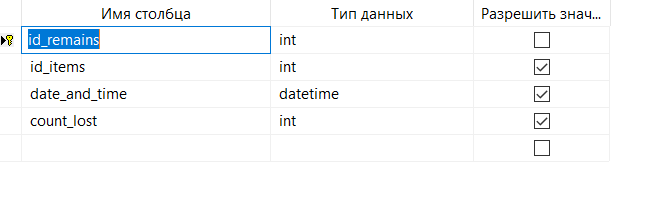 Имя столбца Тип данных Разрешить знач...
id_remains int
id_items int
date_and_time datetime
count_lost int